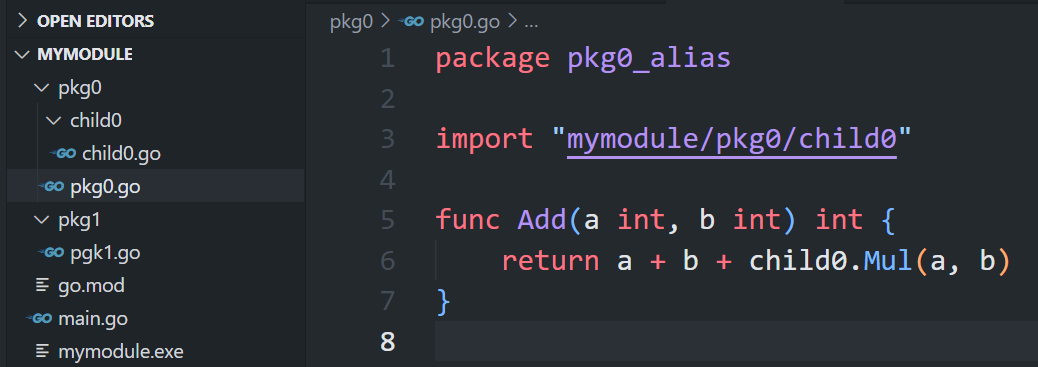 OPEN EDITORS
MYMODULE
pkg0
child0
GO child0.go
GO pkg0.go
pkg1
GO pgk1.go
go.mod
GO main.go
mymodule.exe
pkg0 > GO pkg0.go > ...
1 package pkg0_alias
2
3 import "mymodule/pkg0/child0"
4
5 func Add(a int, b int) int {
6 return a + b + child0.Mul(a, b)
7 }
8